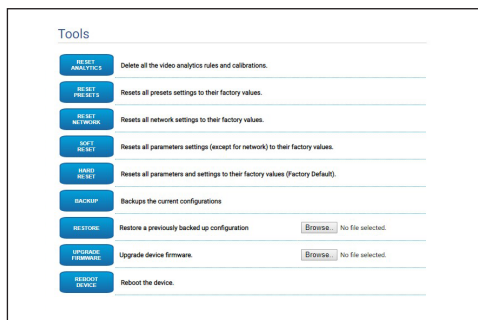 Tools
RESET
ANALYTICS
Delete all the video analytics rules and calibrations.
RESET
PRESETS
Resets all presets settings to their factory values.
RESET
NETWORK
Resets all network settings to their factory values.
SOFT
RESET
Resets all parameters settings (except for network) to their factory values.
HARD
RESET
Resets all parameters and settings to their factory values (Factory Default).
BACKUP
Backups the current configurations
RESTORE
Restore a previously backed up configuration
Browse.. No file selected.
UPGRADE
FIRMWARE
Upgrade device firmware.
Browse.. No file selected.
REBOOT
DEVICE
Reboot the device.